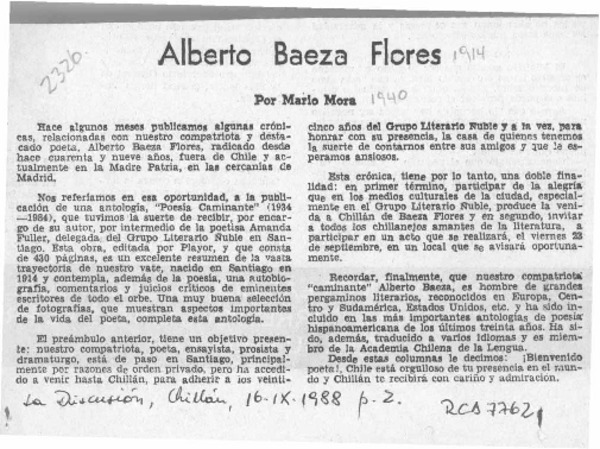 Alberto Baeza Flores 1914
2326
Por Mario Mora 1940
Hace algunos meses publicamos algunas cróni-
cas, relacionadas con nuestro compatriota y desta-
cado poeta, Alberto Baeza Flores, radicado desde
hace cuarenta y nueve años, fuera de Chile y ac-
tualmente en la Madre Patria, en las cercanías de
Madrid.
Nos referíamos en esa oportunidad, a la publi-
cación de una antología, "Poesía Caminante" (1934
—1984), que tuvimos la suerte de recibir, por encar-
go de su autor, por intermedio de la poetisa Amanda
Fuller, delegada del Grupo Literario Ñuble en San-
tiago. Esta obra, editada por Playor, y que consta
de 430 páginas, es un excelente resumen de la vasta
trayectoria de nuestro vate, nacido en Santiago en
1914 y contempla, además de la poesía, una autobio-
grafía, comentarios y juicios críticos de eminentes
escritores de todo el orbe. Una muy buena selección
de fotografías, que muestran aspectos importantes
de la vida del poeta, completa esta antología.
El preámbulo anterior, tiene un objetivo presen-
te: nuestro compatriota, poeta, ensayista, prosista y
dramaturgo, está de paso en Santiago, principal-
mente por razones de orden privado, pero ha accedi-
do a venir hasta Chillán, para adherir a los veinti-
cinco años del Grupo Literario Ñuble y a la vez, para
honrar con su presencia, la casa de quienes tenemos
la suerte de contarnos entre sus amigos y que le es-
peramos ansiosos.
Esta crónica, tiene por lo tanto, una doble fina-
lidad: en primer término, participar de la alegría
que en los medios culturales de la ciudad, especial-
mente en el Grupo Literario Ñuble, produce la veni-
da a Chillán de Baeza Flores y en segundo, invitar
a todos los chillanejos amantes de la literatura, a
participar en un acto que se realizará, el viernes 23
de septiembre, en un local que se avisará oportuna-
mente.
Recordar, finalmente, que nuestro compatriota
"caminante" Alberto Baeza, es hombre de grandes
pergaminos literarios, reconocidos en Europa, Cen-
tro y Sudamérica, Estados Unidos, etc. y ha sido in-
cluido en las más importantes antologías de poesía
hispanoamericana de los últimos treinta años. Ha si-
do, además, traducido a varios idiomas y es miem-
bro de la Academia Chilena de la Lengua.
Desde estas columnas le decimos: ¡Bienvenido
poeta!, Chile está orgulloso de tu presencia en el mun-
do y Chillán te recibirá con cariño y admiración.
La Discusión, Chillán, 16-IX-1988 p. 2. RCA77621